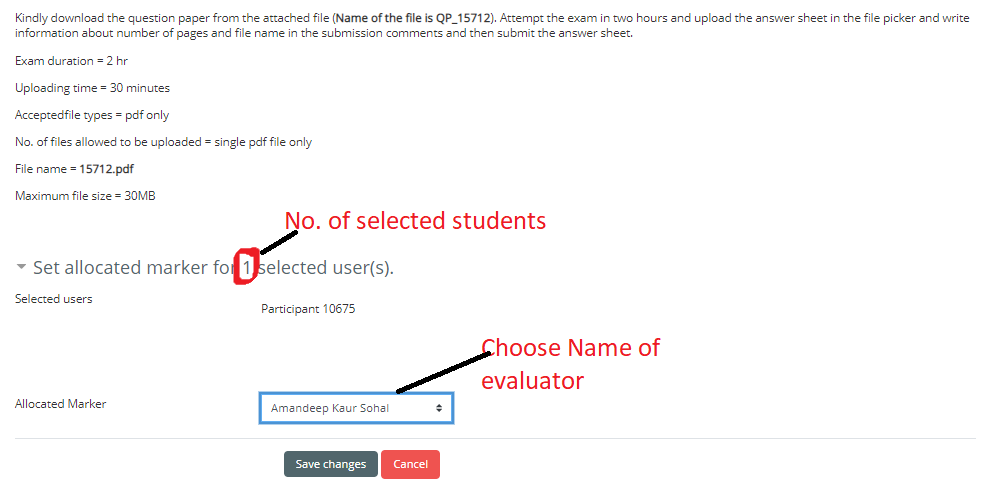 Kindly download the question paper from the attached file (Name of the file is QP_15712). Attempt the exam in two hours and upload the answer sheet in the file picker and write
information about number of pages and file name in the submission comments and then submit the answer sheet.
Exam duration = 2 hr
Uploading time = 30 minutes
Acceptedfile types = pdf only
No. of files allowed to be uploaded = single pdf file only
File name = 15712.pdf
Maximum file size = 30MB
No. of selected students
Set allocated marker for 1 selected user(s).
Selected users
Participant 10675
Choose Name of
evaluator
Allocated Marker
Amandeep Kaur Sohal
Save changes
Cancel